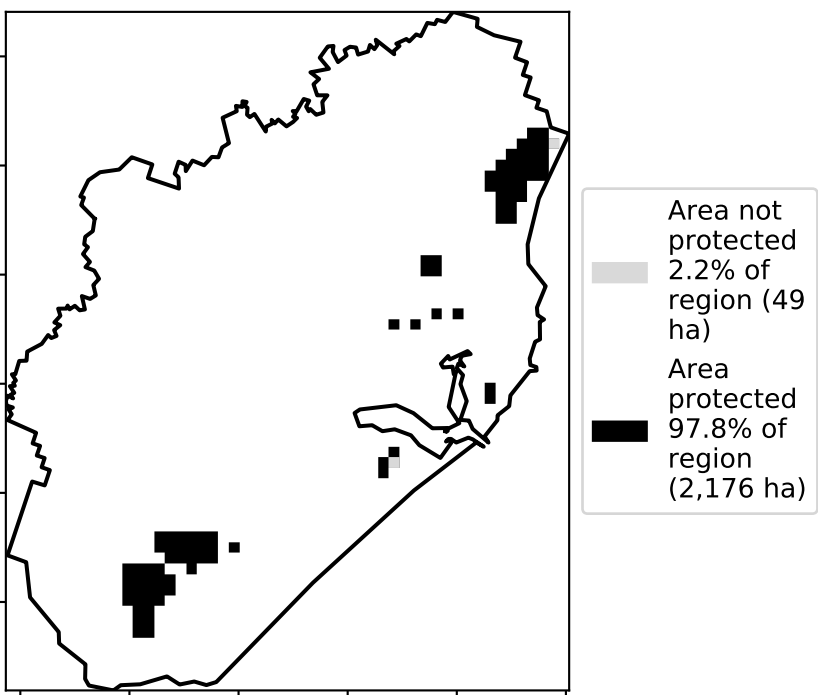 Area not
protected
2.2% of
region (49
ha)
Area
protected
97.8% of
region
(2,176 ha)